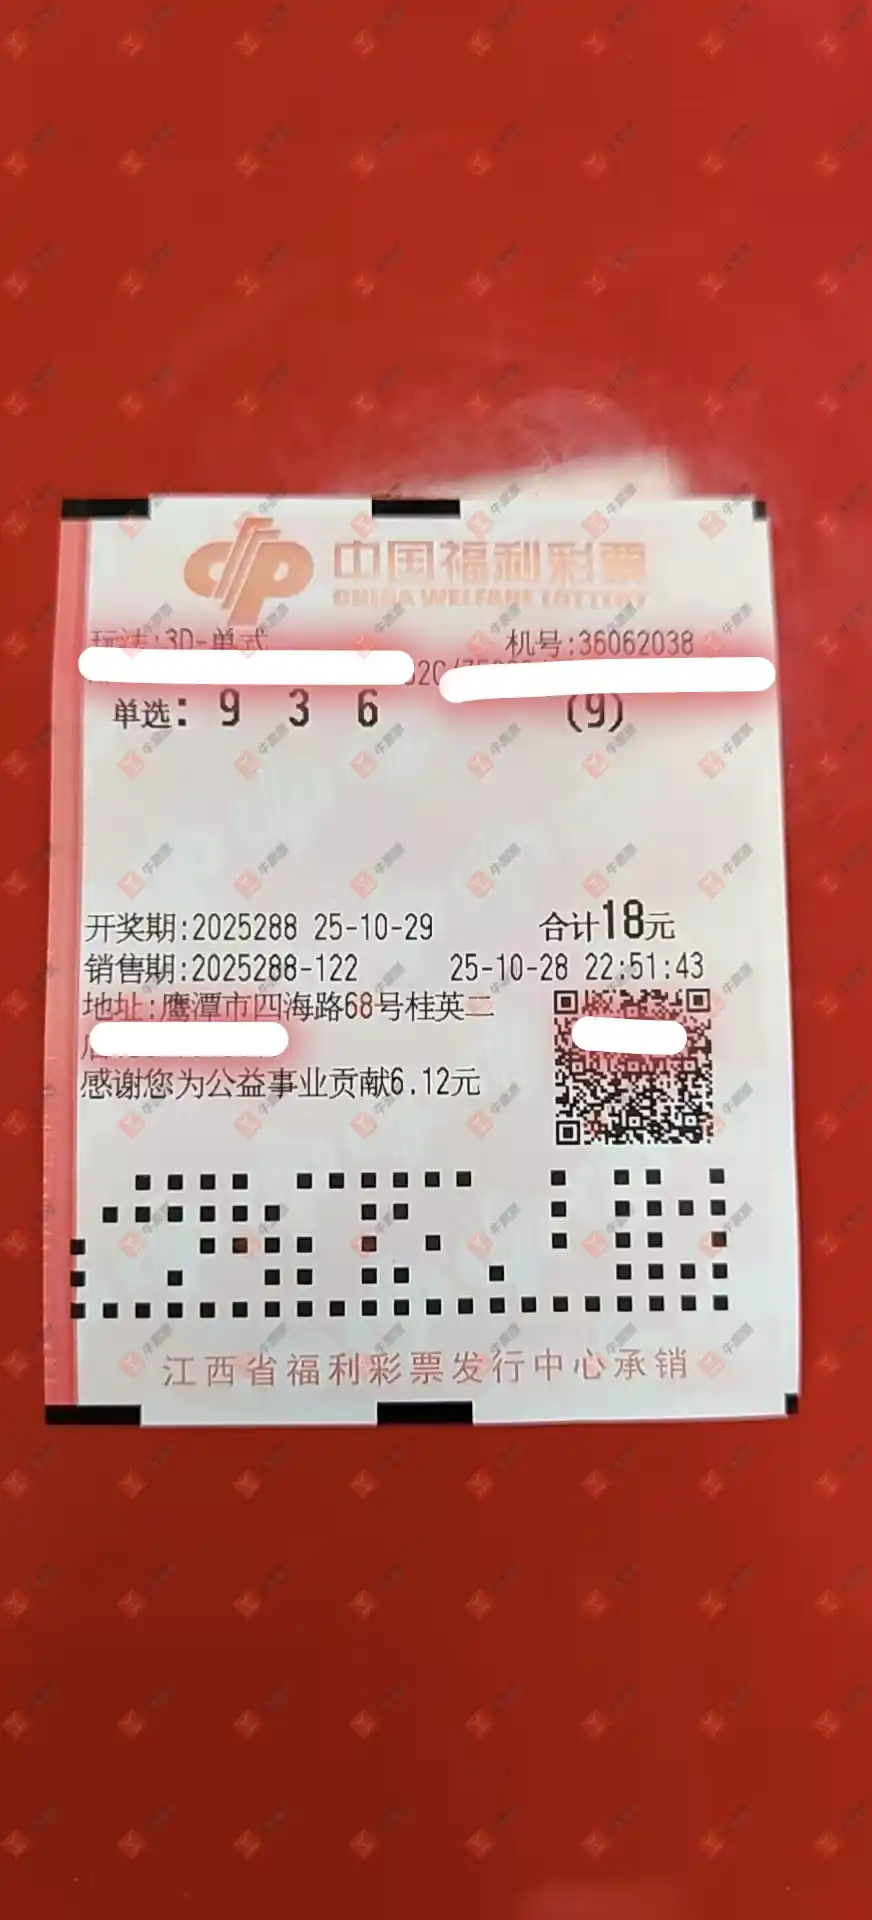 中国福利彩票
CHINA WELFARE LOTTERY
玩法:3D-单式 机号:36062038
单选: 9 3 6 (9)
开奖期:2025288 25-10-29 合计18元
销售期:2025288-122 25-10-28 22:51:43
地址:鹰潭市四海路68号桂英二
感谢您为公益事业贡献6.12元
江西省福利彩票发行中心承销